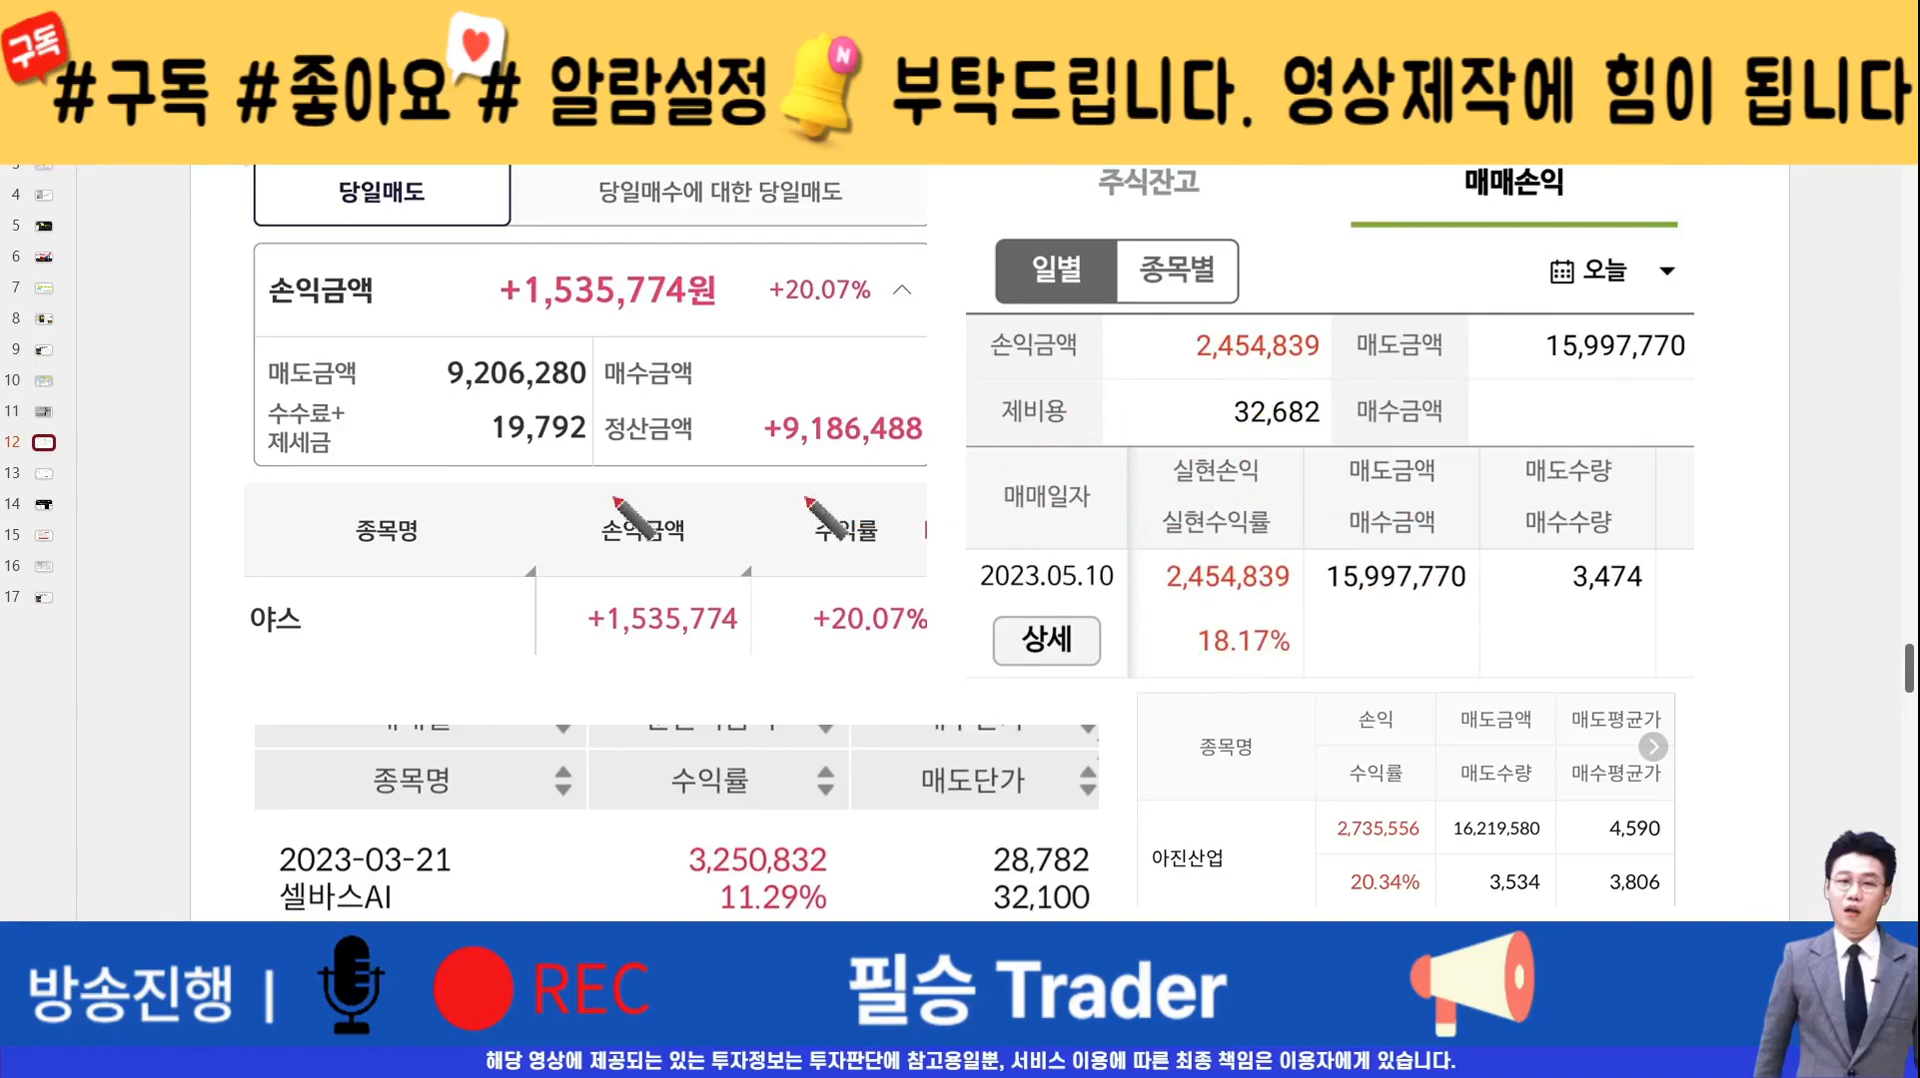 구독
#구독 #좋아요 # 알람설정 N 부탁드립니다. 영상제작에 힘이 됩니다
4
5
6
7
8
9
10
11
12
13
14
15
16
17
당일매도 당일매수에 대한 당일매도
손익금액 +1,535,774원 +20.07%
매도금액 9,206,280 매수금액
수수료+
제세금 19,792 정산금액 +9,186,488
종목명 손익금액 수익률
야스 +1,535,774 +20.07%
주식잔고 매매손익
일별 종목별 오늘
손익금액 2,454,839 매도금액 15,997,770
제비용 32,682 매수금액
매매일자 실현손익 매도금액 매도수량
실현수익률 매수금액 매수수량
2023.05.10 2,454,839 15,997,770 3,474
상세 18.17%
종목명 수익률 매도단가
2023-03-21 3,250,832 28,782
셀바스AI 11.29% 32,100
종목명 손익 매도금액 매도평균가
수익률 매도수량 매수평균가
아진산업 2,735,556 16,219,580 4,590
20.34% 3,534 3,806
방송진행 | REC 필승 Trader
해당 영상에 제공되는 있는 투자정보는 투자판단에 참고용일뿐, 서비스 이용에 따른 최종 책임은 이용자에게 있습니다.